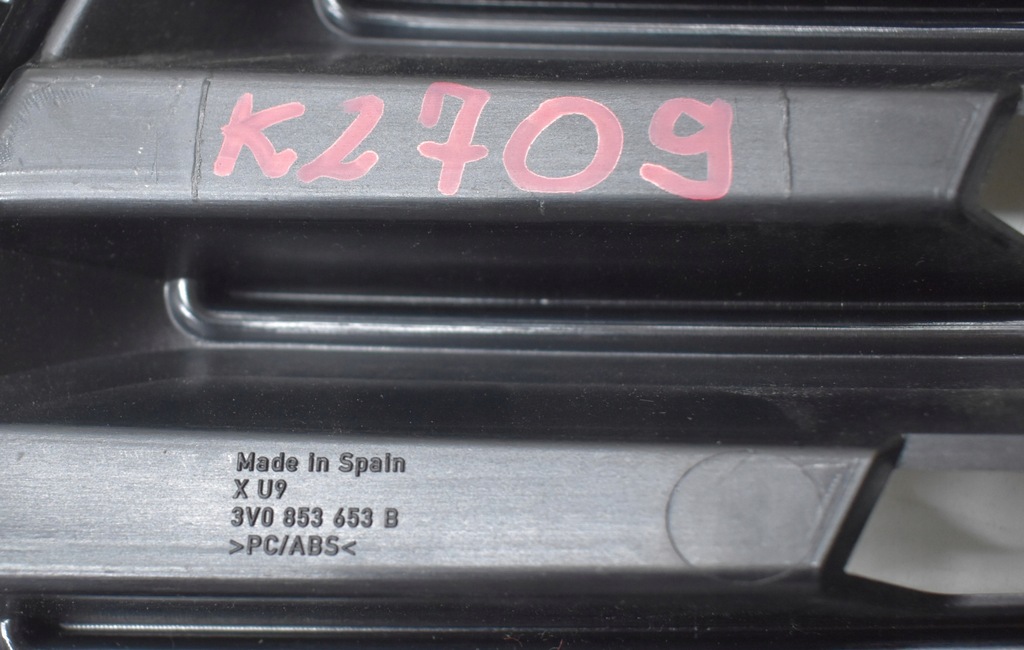 K2709
Made in Spain
X U9
3V0 853 653 B
>PC/ABS<